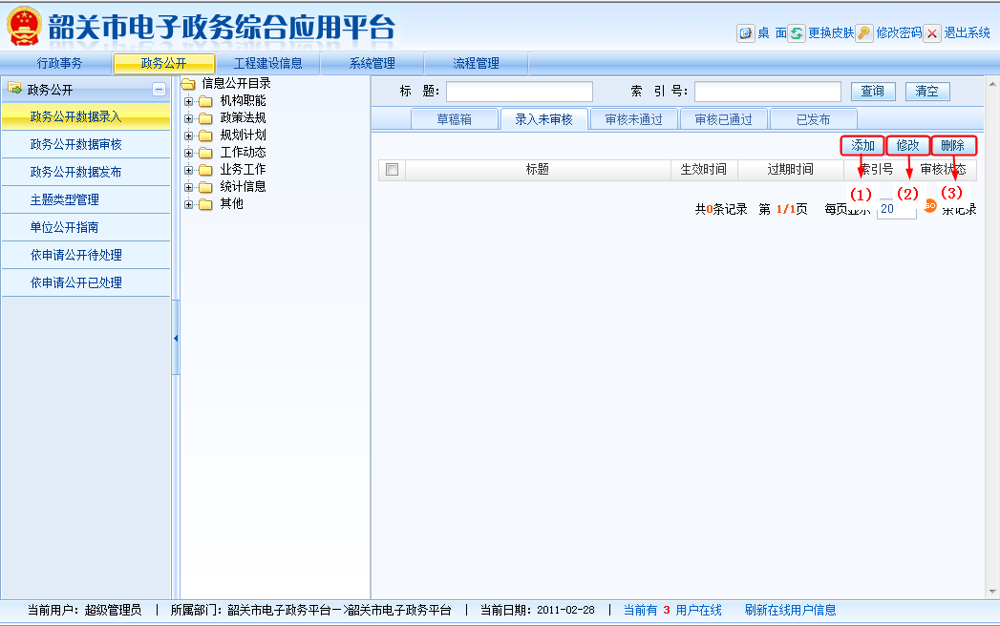 韶关市电子政务综合应用平台
桌 面 更换皮肤 修改密码 退出系统
行政事务 政务公开 工程建设信息 系统管理 流程管理
政务公开
政务公开数据录入
政务公开数据审核
政务公开数据发布
主题类型管理
单位公开指南
依申请公开待处理
依申请公开已处理
信息公开目录
机构职能
政策法规
规划计划
工作动态
业务工作
统计信息
其他
标 题: 索 引 号: 查询 清空
草稿箱 录入未审核 审核未通过 审核已通过 已发布
添加 修改 删除
标题 生效时间 过期时间 索引号 审核状态
(1) (2) (3)
共0条记录 第 1/1页 每页显示 20 GO 条记录
当前用户: 超级管理员 | 所属部门: 韶关市电子政务平台—>韶关市电子政务平台 | 当前日期: 2011-02-28 | 当前有 3 用户在线 刷新在线用户信息